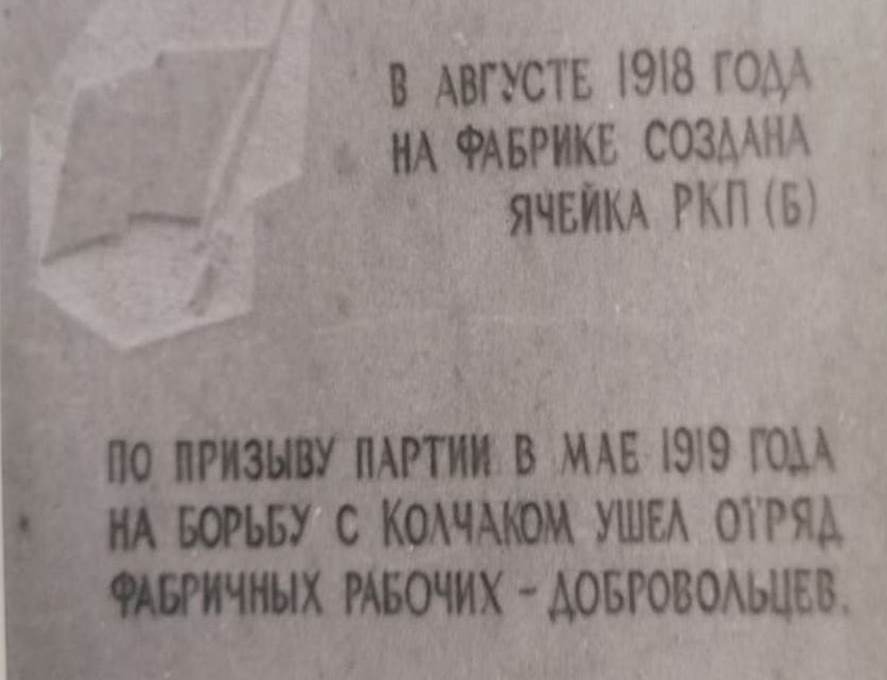 В АВГУСТЕ 1918 ГОДА
НА ФАБРИКЕ СОЗДАНА
ЯЧЕЙКА РКП (Б)
ПО ПРИЗЫВУ ПАРТИИ В МАЕ 1919 ГОДА
НА БОРЬБУ С КОЛЧАКОМ УШЕЛ ОТРЯД
ФАБРИЧНЫХ РАБОЧИХ - ДОБРОВОЛЬЦЕВ.